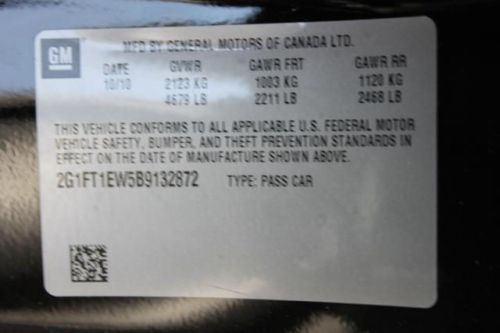 GM
MFD BY GENERAL MOTORS OF CANADA LTD.
DATE GVWR GAWR FRT GAWR RR
10/10 2123 KG 1003 KG 1120 KG
4679 LB 2211 LB 2468 LB
THIS VEHICLE CONFORMS TO ALL APPLICABLE U.S. FEDERAL MOTOR
VEHICLE SAFETY, BUMPER, AND THEFT PREVENTION STANDARDS IN
EFFECT ON THE DATE OF MANUFACTURE SHOWN ABOVE.
2G1FT1EW5B9132872 TYPE: PASS CAR